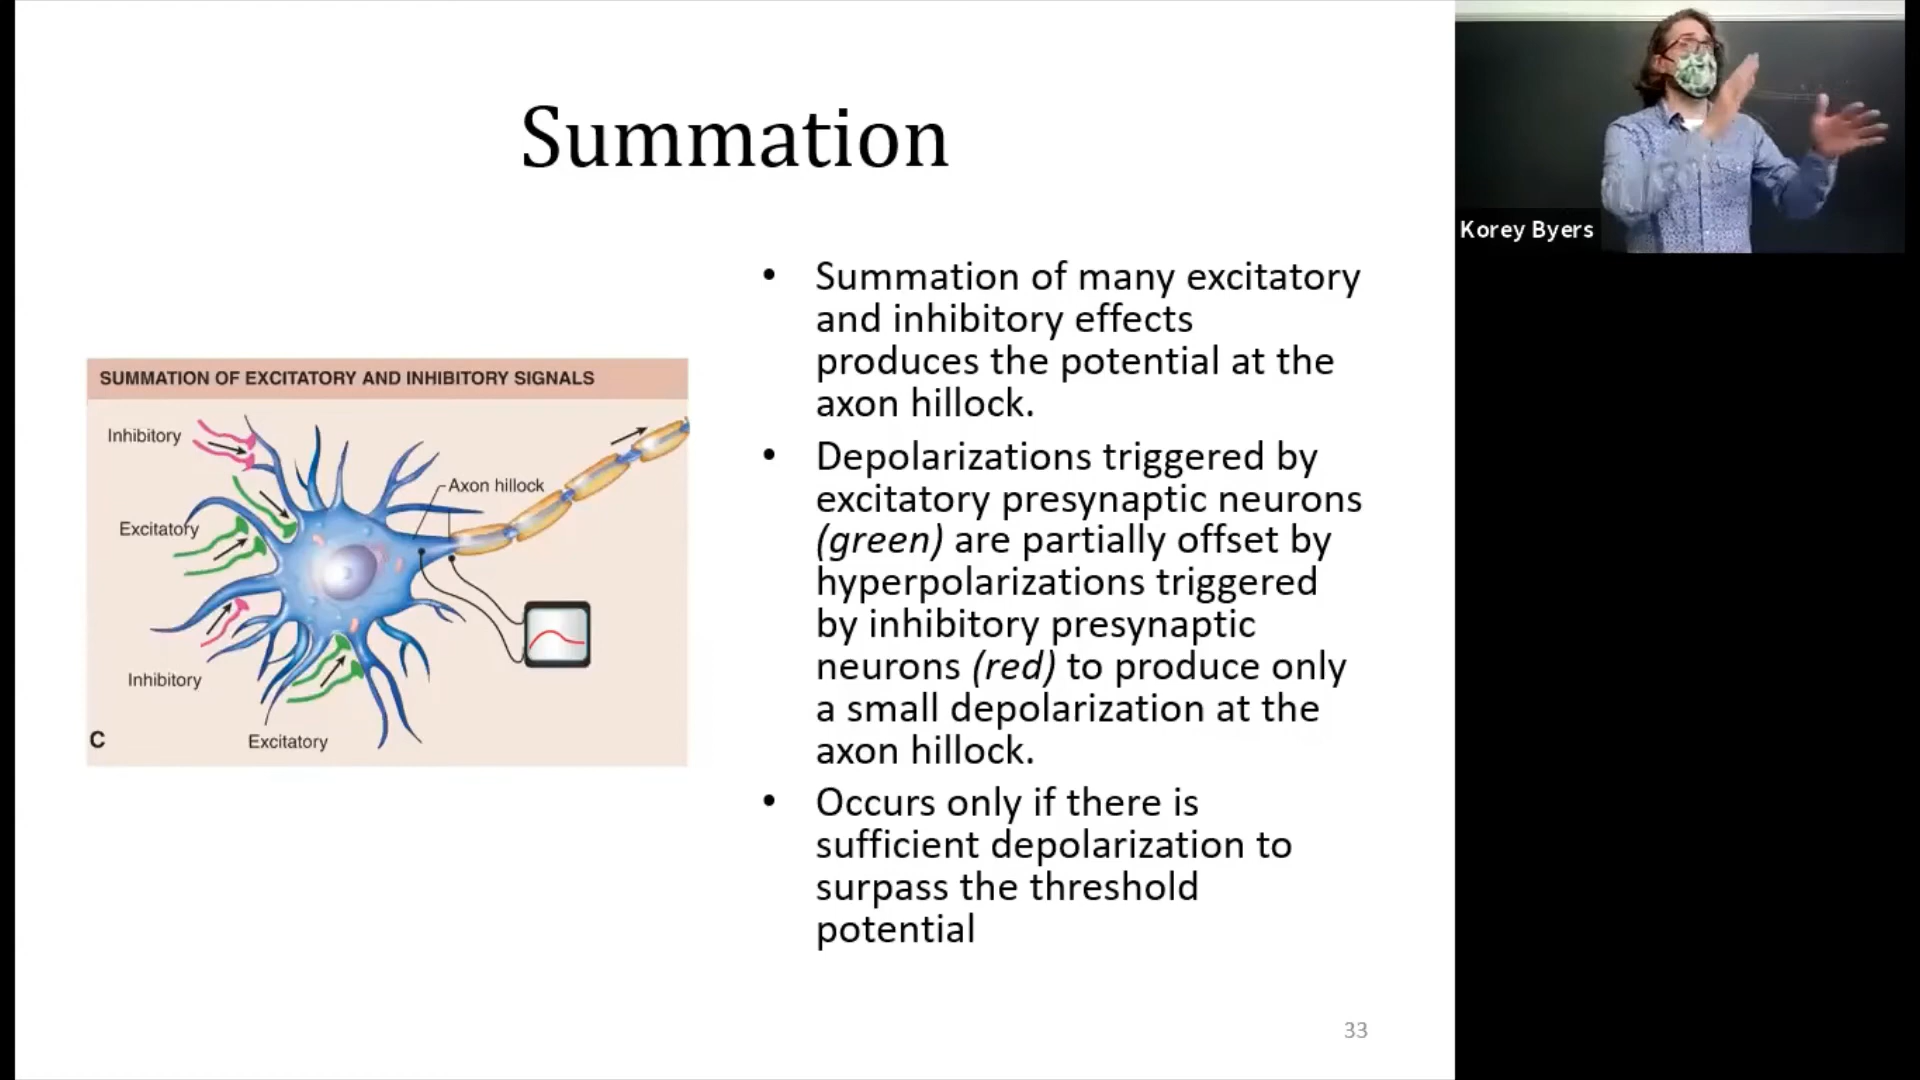 Summation
Korey Byers
SUMMATION OF EXCITATORY AND INHIBITORY SIGNALS
Inhibitory
Axon hillock
Excitatory
Inhibitory
Excitatory
C
• Summation of many excitatory
and inhibitory effects
produces the potential at the
axon hillock.
• Depolarizations triggered by
excitatory presynaptic neurons
(green) are partially offset by
hyperpolarizations triggered
by inhibitory presynaptic
neurons (red) to produce only
a small depolarization at the
axon hillock.
• Occurs only if there is
sufficient depolarization to
surpass the threshold
potential
33